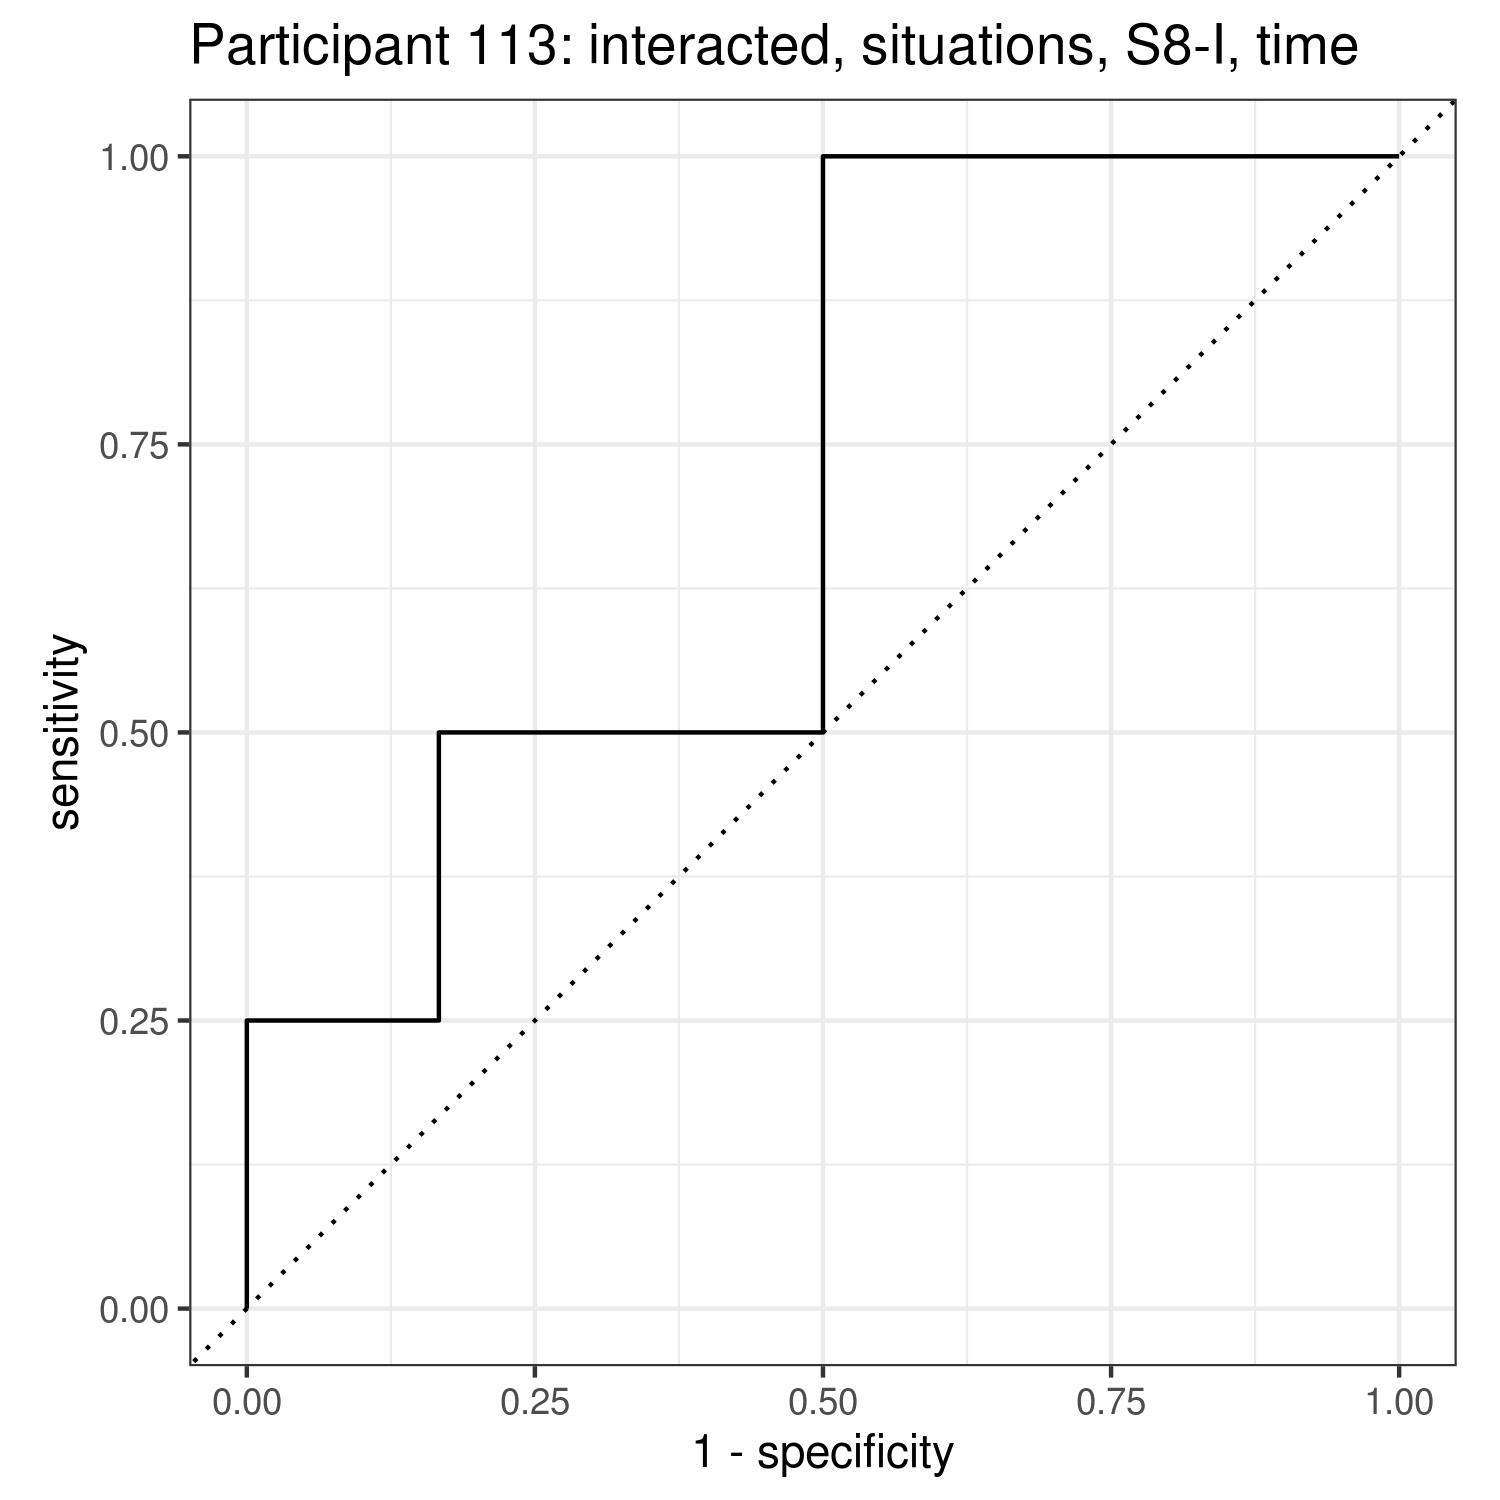 Participant 113: interacted, situations, S8-I, time
1.00
0.75
0.50
0.25
0.00
sensitivity
0.00 0.25 0.50 0.75 1.00
1 - specificity